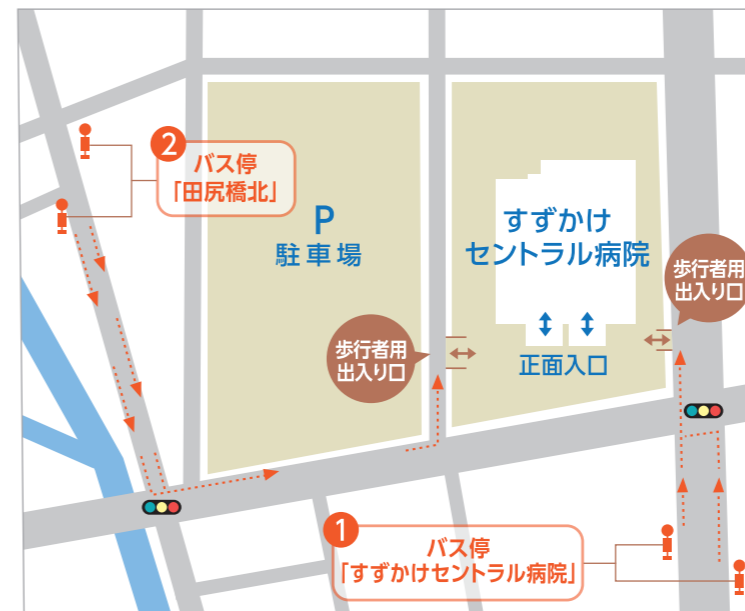 2
バス停
「田尻橋北」
P
駐車場
すずかけ
セントラル病院
歩行者用
出入り口
歩行者用
出入り口
正面入口
1
バス停
「すずかけセントラル病院」